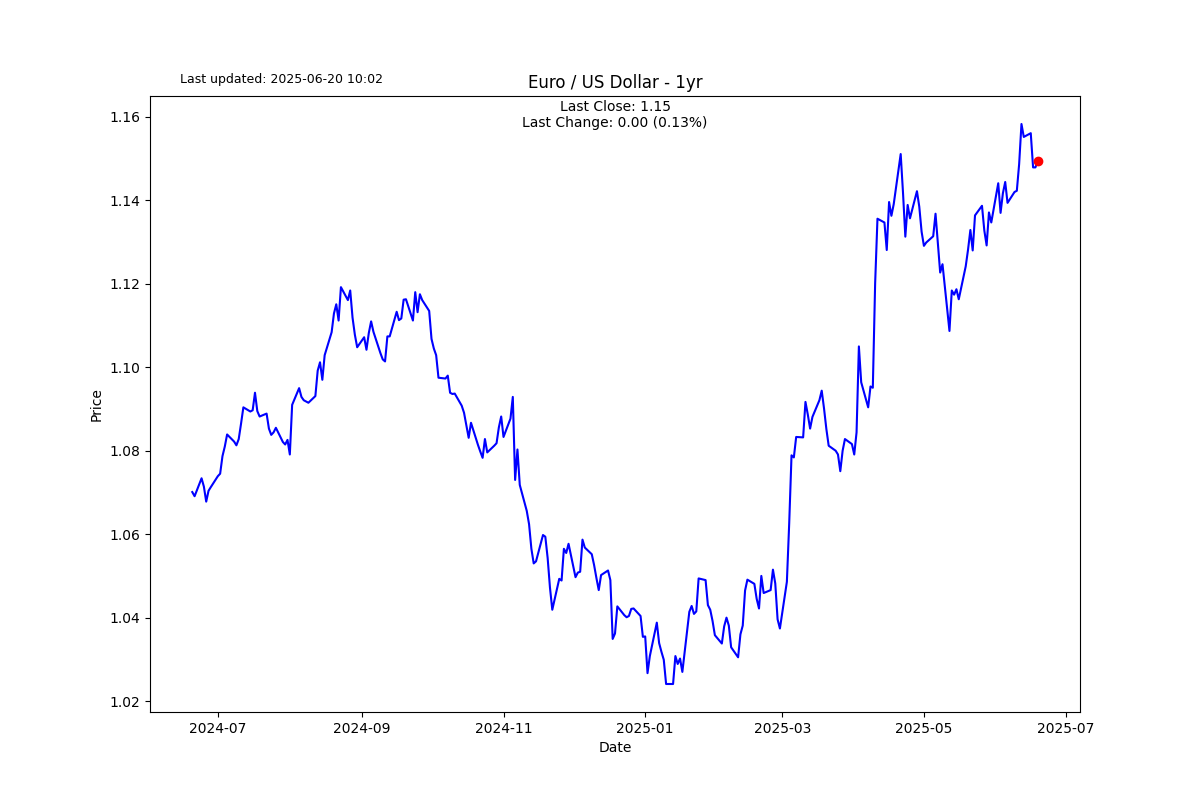 Last updated: 2025-06-20 10:02
Euro / US Dollar - 1yr
Last Close: 1.15
Last Change: 0.00 (0.13%)
1.16
1.14
1.12
1.10
1.08
1.06
1.04
1.02
Price
2024-07
2024-09
2024-11
2025-01
2025-03
2025-05
2025-07
Date